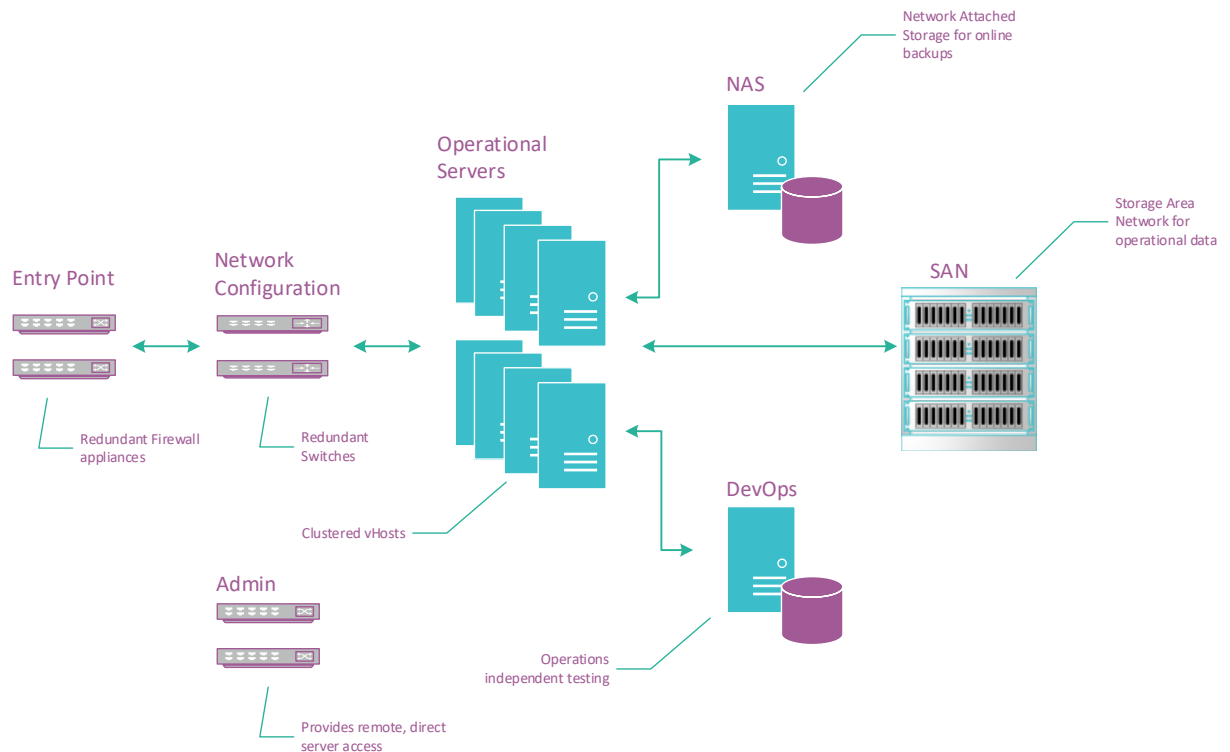 Network Attached
Storage for online
backups
NAS
Operational
Servers
Storage Area
Network for
operational data
SAN
Entry Point
Network
Configuration
Redundant Firewall
appliances
Redundant
Switches
DevOps
Clustered vHosts
Admin
Operations
independent testing
Provides remote, direct
server access